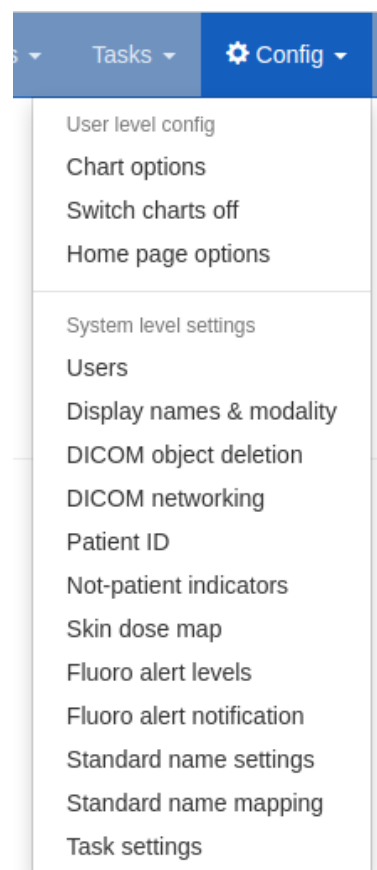 s
Tasks
Config
User level config
Chart options
Switch charts off
Home page options
System level settings
Users
Display names & modality
DICOM object deletion
DICOM networking
Patient ID
Not-patient indicators
Skin dose map
Fluoro alert levels
Fluoro alert notification
Standard name settings
Standard name mapping
Task settings